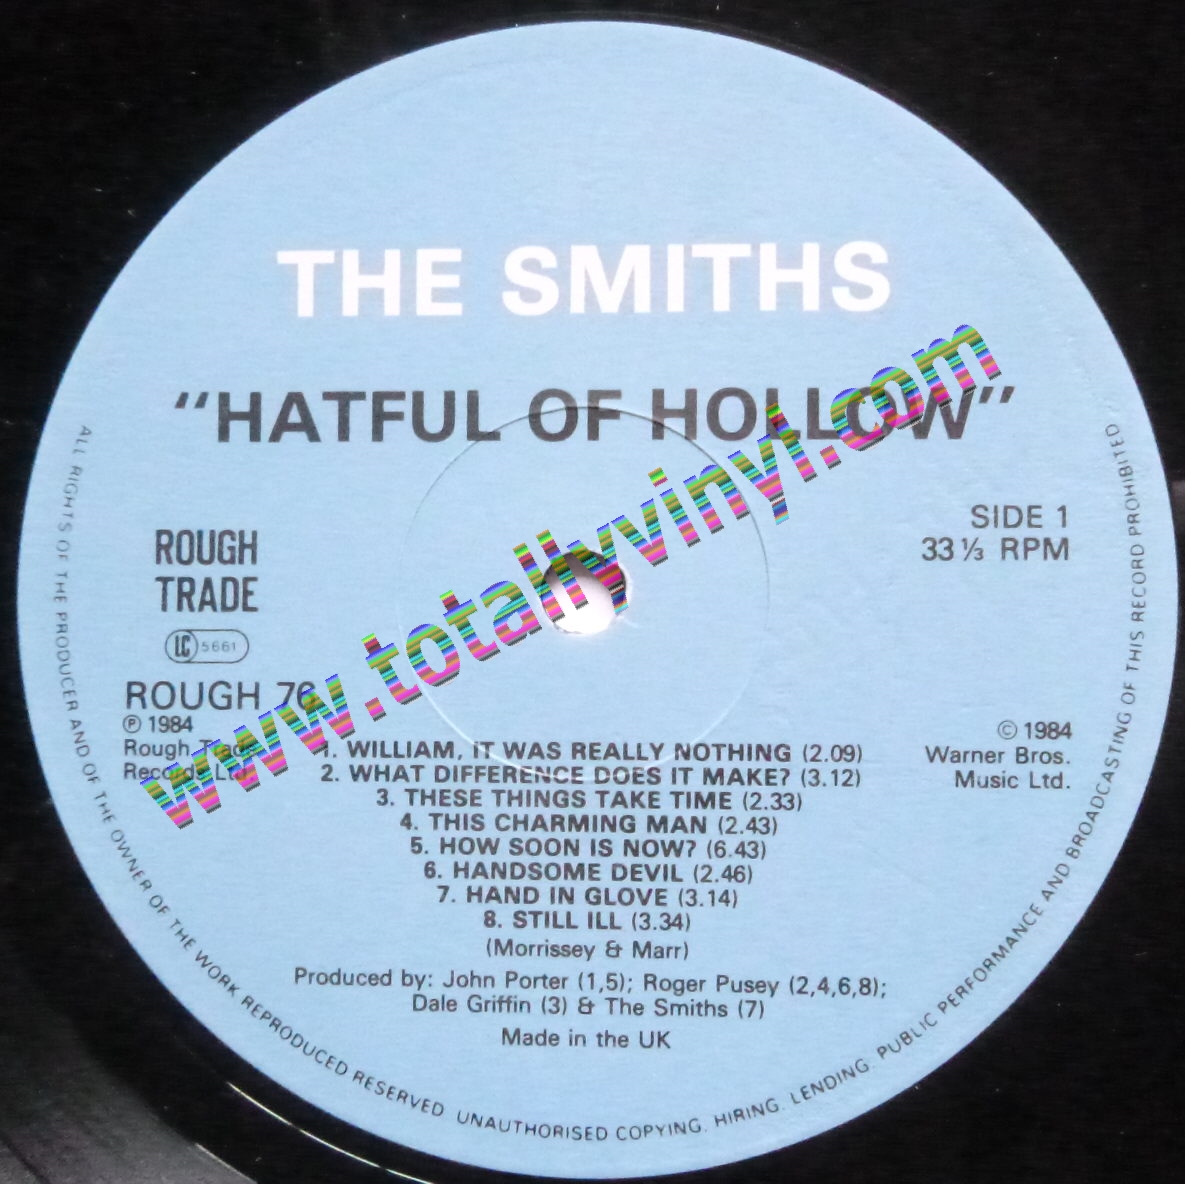 THE SMITHS
“HATFUL OF HOLLOW”
SIDE 1
33⅓ RPM
ROUGH
TRADE
LC 5661
ROUGH 76
℗ 1984
Rough Trade
Records Ltd.
© 1984
Warner Bros.
Music Ltd.
1. WILLIAM, IT WAS REALLY NOTHING (2.09)
2. WHAT DIFFERENCE DOES IT MAKE? (3.12)
3. THESE THINGS TAKE TIME (2.33)
4. THIS CHARMING MAN (2.43)
5. HOW SOON IS NOW? (6.43)
6. HANDSOME DEVIL (2.46)
7. HAND IN GLOVE (3.14)
8. STILL ILL (3.34)
(Morrissey & Marr)
Produced by: John Porter (1,5); Roger Pusey (2,4,6,8);
Dale Griffin (3) & The Smiths (7)
Made in the UK
ALL RIGHTS OF THE PRODUCER AND OF THE OWNER OF THE WORK REPRODUCED RESERVED UNAUTHORISED COPYING. HIRING. LENDING. PUBLIC PERFORMANCE AND BROADCASTING OF THIS RECORD PROHIBITED
www.totallyvinyl.com